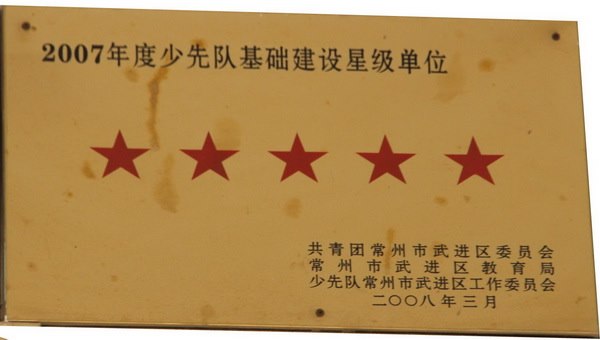 2007年度少先队基础建设星级单位
共青团常州市武进区委员会
常州市武进区教育局
少先队常州市武进区工作委员会
二〇〇八年三月